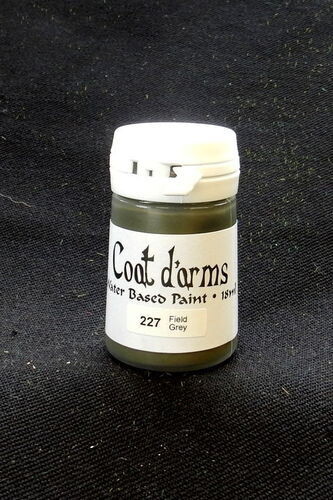 Coat d'arms
Water Based Paint • 18ml
227 Field
Grey